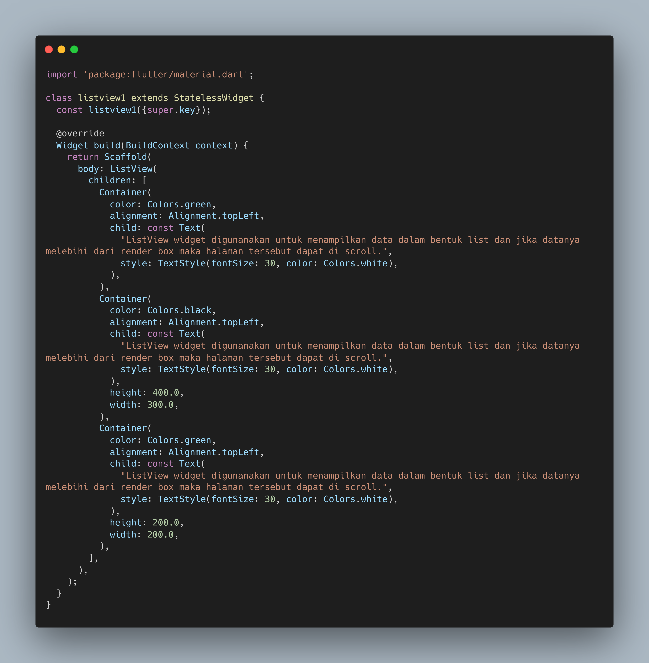 import 'package:flutter/material.dart';

class listview1 extends StatelessWidget {
  const listview1({super.key});

  @override
  Widget build(BuildContext context) {
    return Scaffold(
      body: ListView(
        children: [
          Container(
            color: Colors.green,
            alignment: Alignment.topLeft,
            child: const Text(
              "ListView widget digunanakan untuk menampilkan data dalam bentuk list dan jika datanya
melebihi dari render box maka halaman tersebut dapat di scroll.",
              style: TextStyle(fontSize: 30, color: Colors.white),
            ),
          ),
          Container(
            color: Colors.black,
            alignment: Alignment.topLeft,
            child: const Text(
              "ListView widget digunanakan untuk menampilkan data dalam bentuk list dan jika datanya
melebihi dari render box maka halaman tersebut dapat di scroll.",
              style: TextStyle(fontSize: 30, color: Colors.white),
            ),
            height: 400.0,
            width: 300.0,
          ),
          Container(
            color: Colors.green,
            alignment: Alignment.topLeft,
            child: const Text(
              "ListView widget digunanakan untuk menampilkan data dalam bentuk list dan jika datanya
melebihi dari render box maka halaman tersebut dapat di scroll.",
              style: TextStyle(fontSize: 30, color: Colors.white),
            ),
            height: 200.0,
            width: 200.0,
          ),
        ],
      ),
    );
  }
}